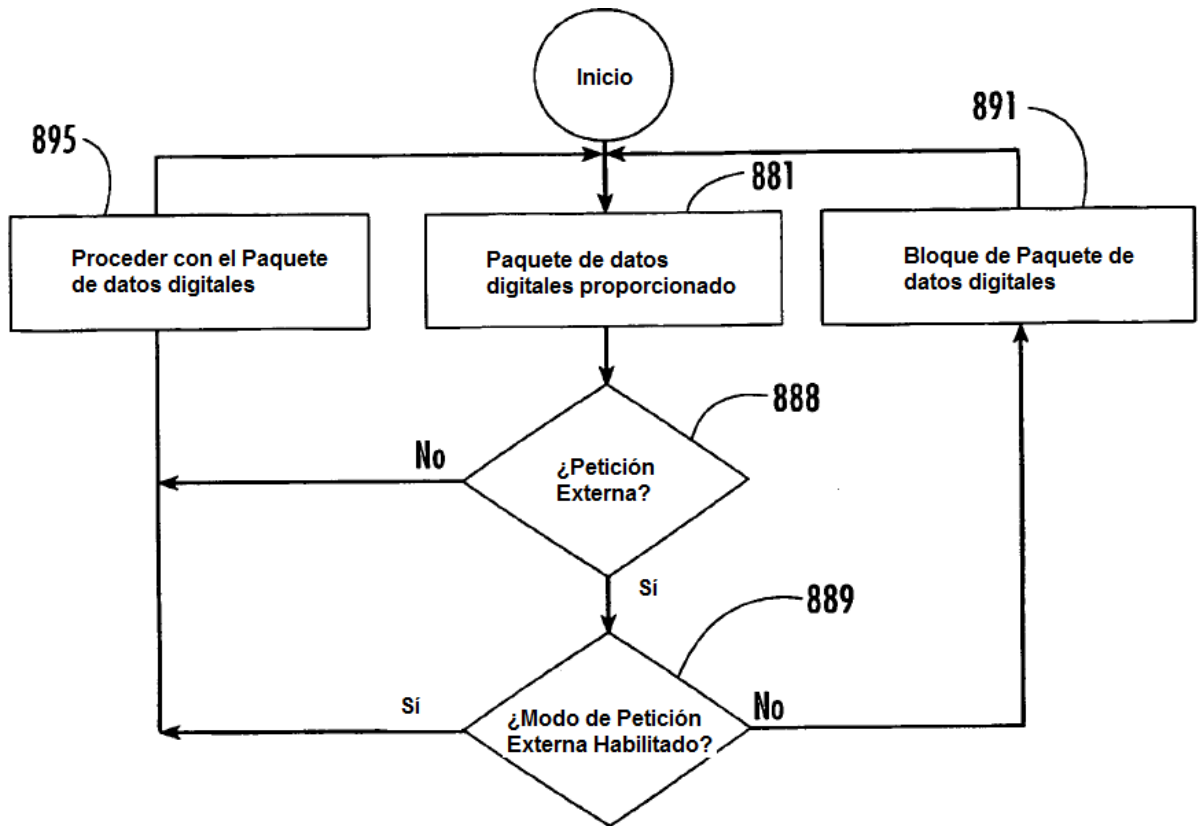 Inicio
895
881
891
Proceder con el Paquete
de datos digitales
Paquete de datos
digitales proporcionado
Bloque de Paquete de
datos digitales
888
No
¿Petición
Externa?
Sí
889
Sí
¿Modo de Petición
Externa Habilitado?
No